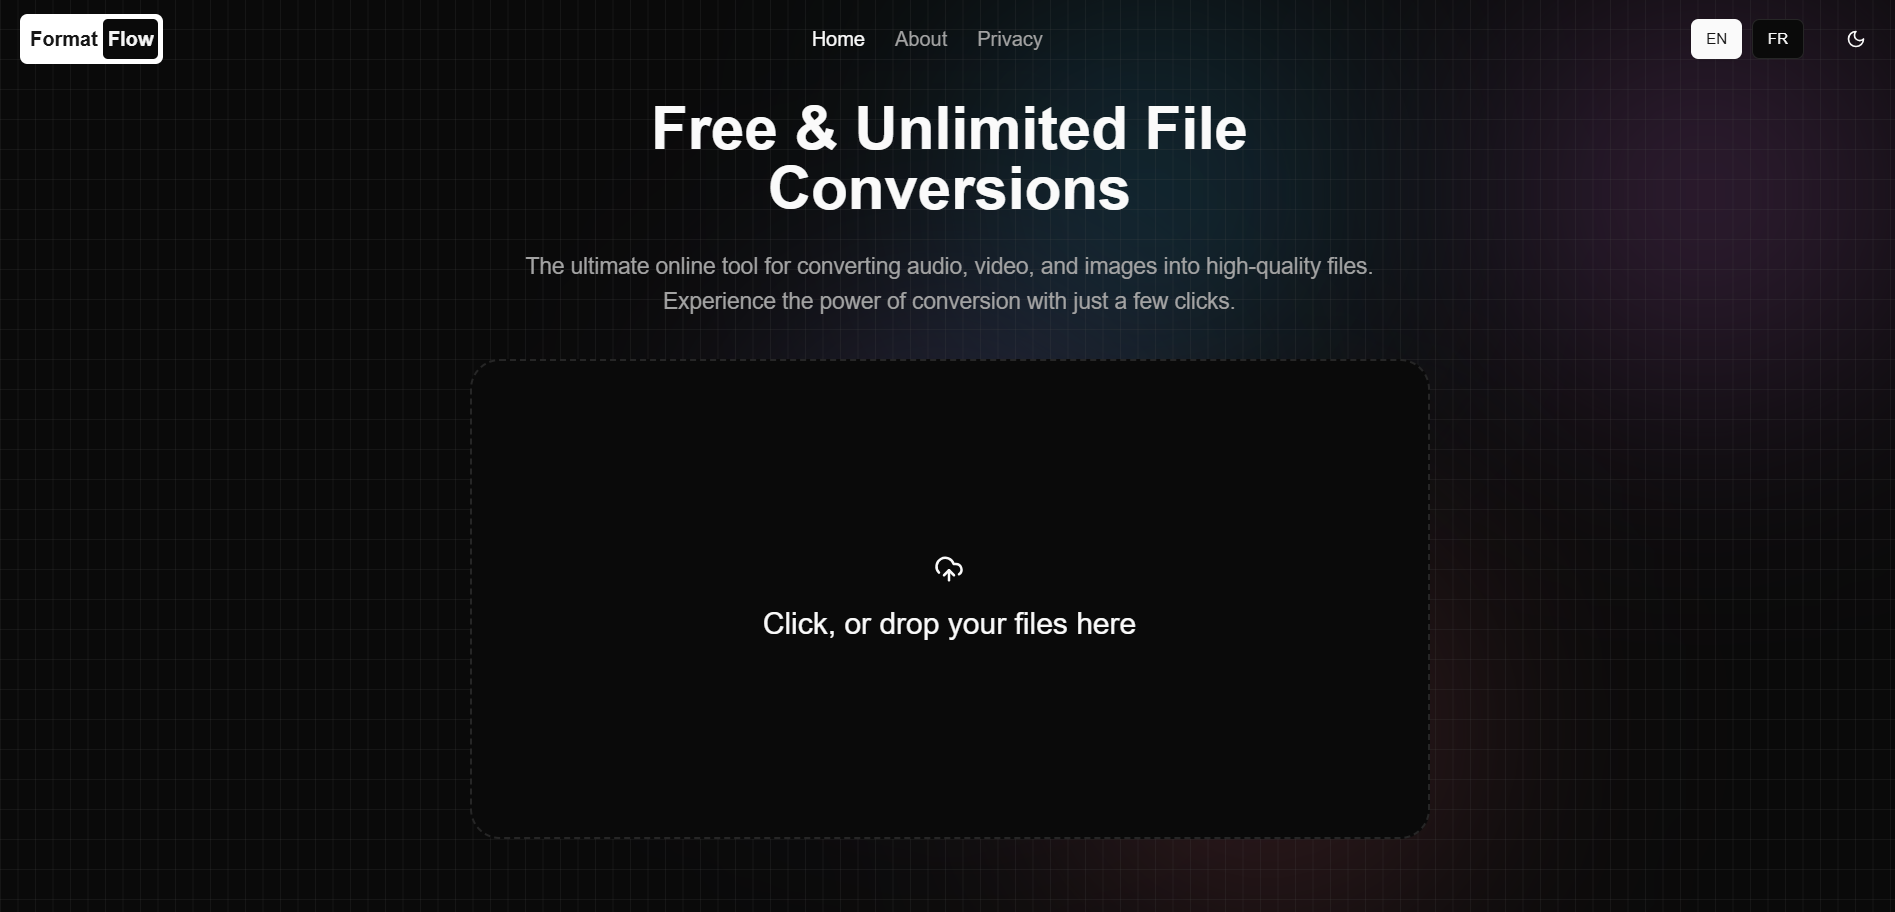 Format Flow
Home About Privacy
EN FR
Free & Unlimited File
Conversions
The ultimate online tool for converting audio, video, and images into high-quality files.
Experience the power of conversion with just a few clicks.
Click, or drop your files here